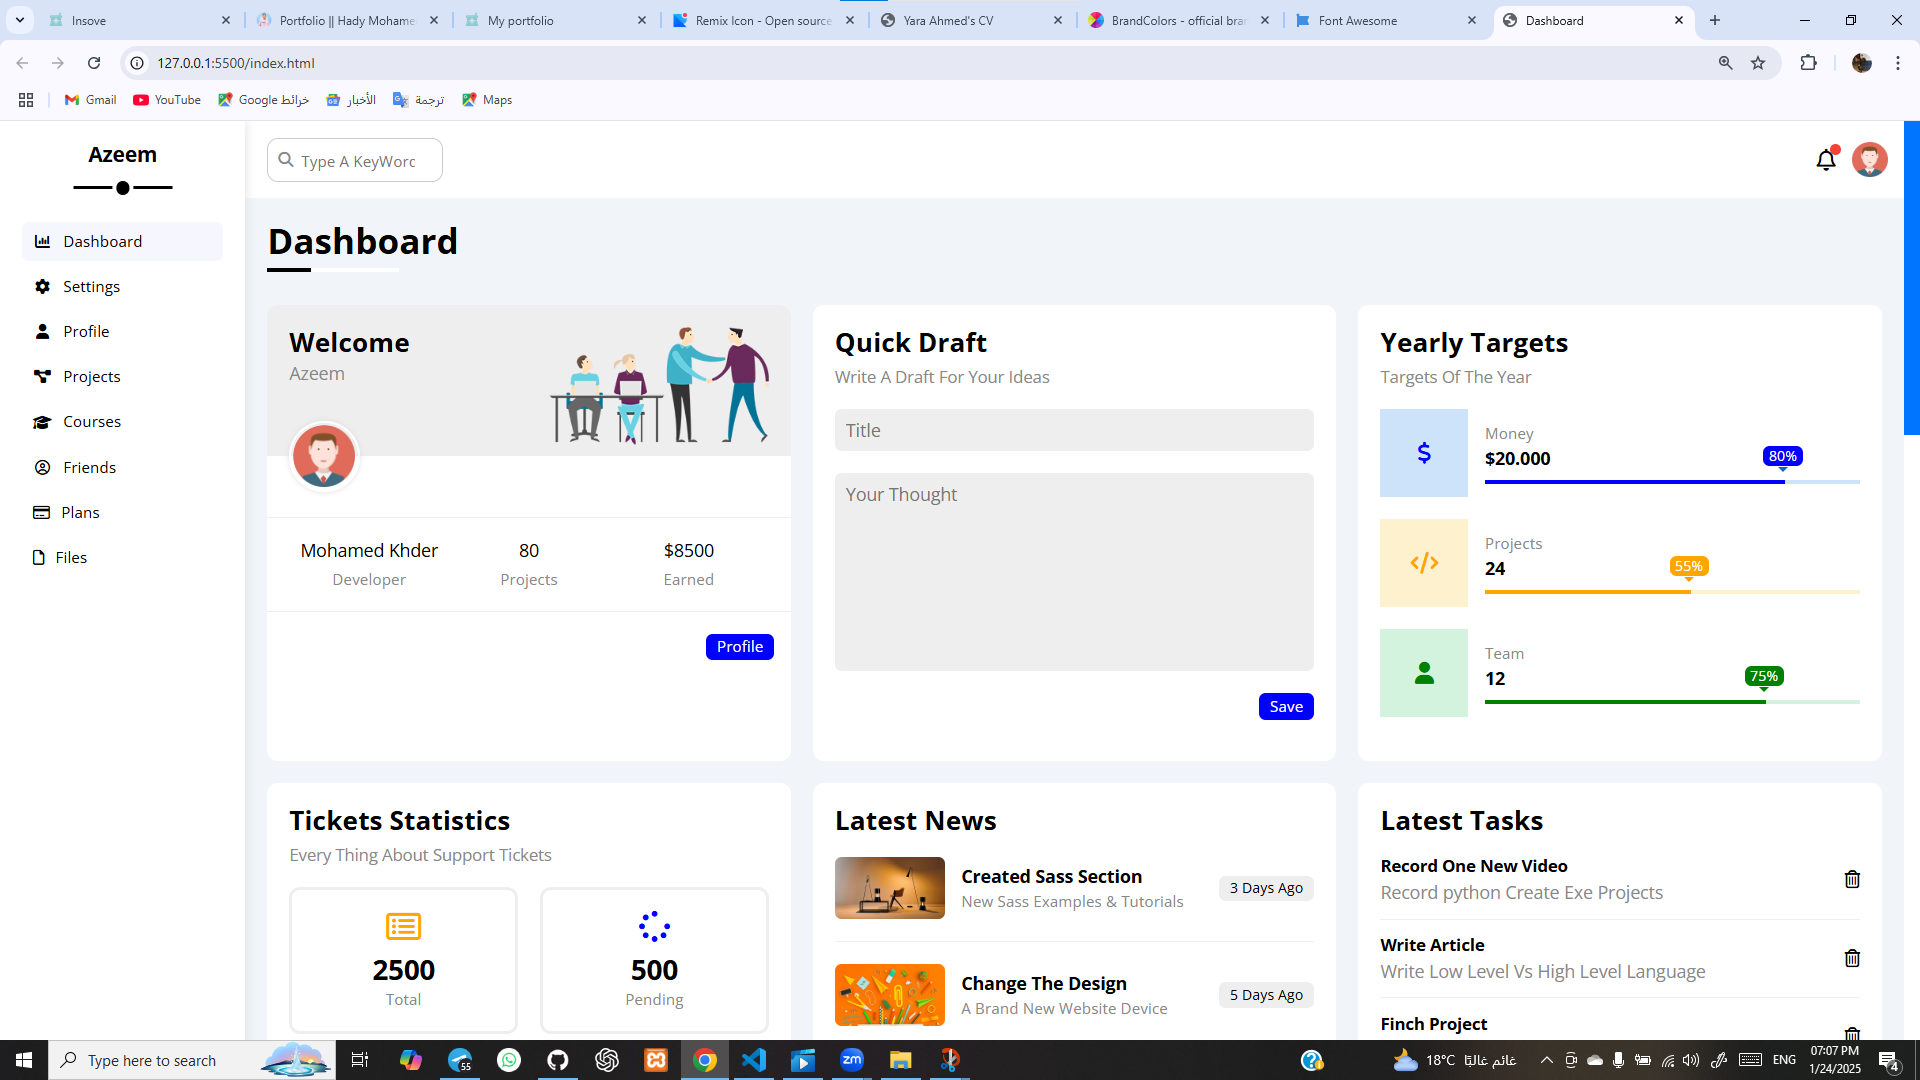 Insove
Portfolio || Hady Mohame
My portfolio
Remix Icon - Open source
Yara Ahmed's CV
BrandColors - official bra
Font Awesome
Dashboard
127.0.0.1:5500/index.html
Gmail
YouTube
خرائط Google
الأخبار
ترجمة
Maps
Azeem
Type A KeyWorc
Dashboard
Settings
Profile
Projects
Courses
Friends
Plans
Files
Dashboard
Welcome
Azeem
Mohamed Khder
Developer
80
Projects
$8500
Earned
Profile
Quick Draft
Write A Draft For Your Ideas
Title
Your Thought
Save
Yearly Targets
Targets Of The Year
Money
$20.000
80%
Projects
24
55%
Team
12
75%
Tickets Statistics
Every Thing About Support Tickets
2500
Total
500
Pending
Latest News
Created Sass Section
New Sass Examples & Tutorials
3 Days Ago
Change The Design
A Brand New Website Device
5 Days Ago
Latest Tasks
Record One New Video
Record python Create Exe Projects
Write Article
Write Low Level Vs High Level Language
Finch Project
Type here to search
55
zm
18°C غائم غالبًا
ENG
07:07 PM
1/24/2025
4